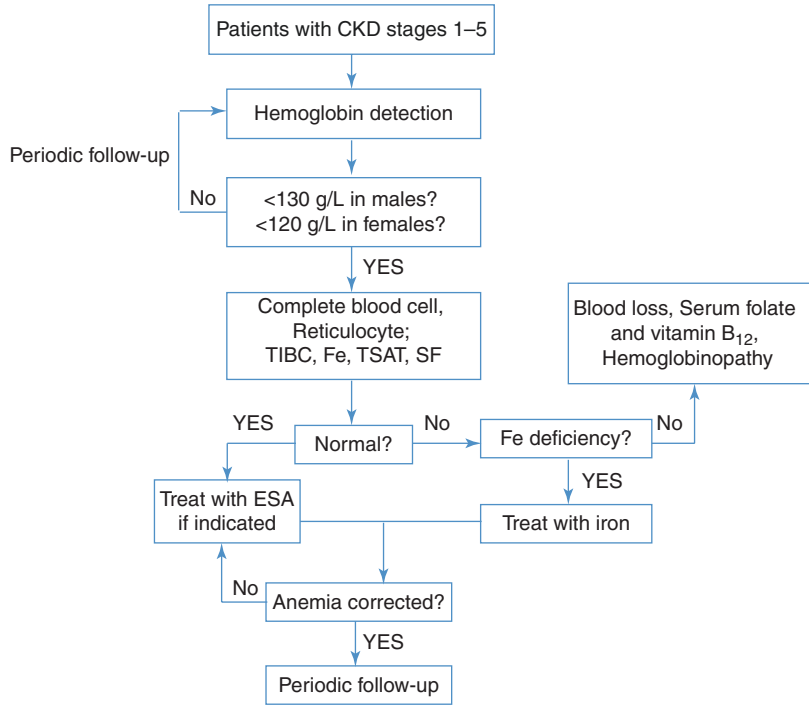 Patients with CKD stages 1–5
Hemoglobin detection
Periodic follow-up
No
<130 g/L in males?
<120 g/L in females?
YES
Complete blood cell,
Reticulocyte;
TIBC, Fe, TSAT, SF
Blood loss, Serum folate
and vitamin B12,
Hemoglobinopathy
YES
Normal?
No
Fe deficiency?
No
YES
Treat with ESA
if indicated
Treat with iron
No
Anemia corrected?
YES
Periodic follow-up